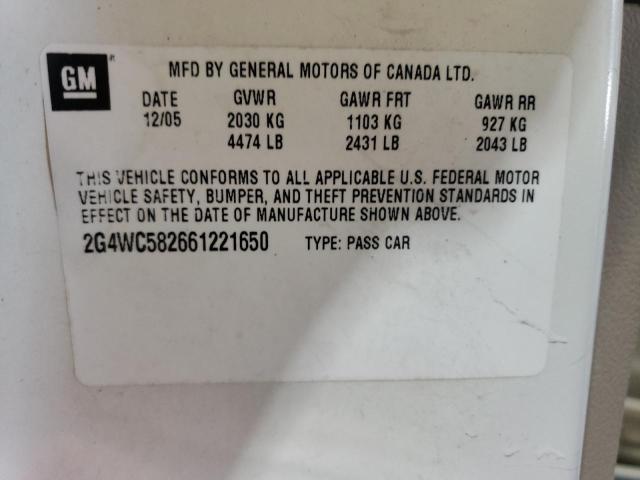 GM
MFD BY GENERAL MOTORS OF CANADA LTD.
DATE GVWR GAWR FRT GAWR RR
12/05 2030 KG 1103 KG 927 KG
4474 LB 2431 LB 2043 LB
THIS VEHICLE CONFORMS TO ALL APPLICABLE U.S. FEDERAL MOTOR
VEHICLE SAFETY, BUMPER, AND THEFT PREVENTION STANDARDS IN
EFFECT ON THE DATE OF MANUFACTURE SHOWN ABOVE.
2G4WC582661221650 TYPE: PASS CAR